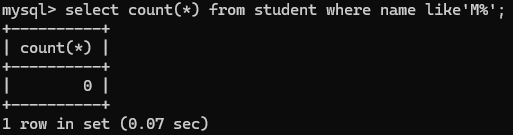 mysql> select count(*) from student where name like'M%';
+----------+
| count(*) |
+----------+
|        0 |
+----------+
1 row in set (0.07 sec)